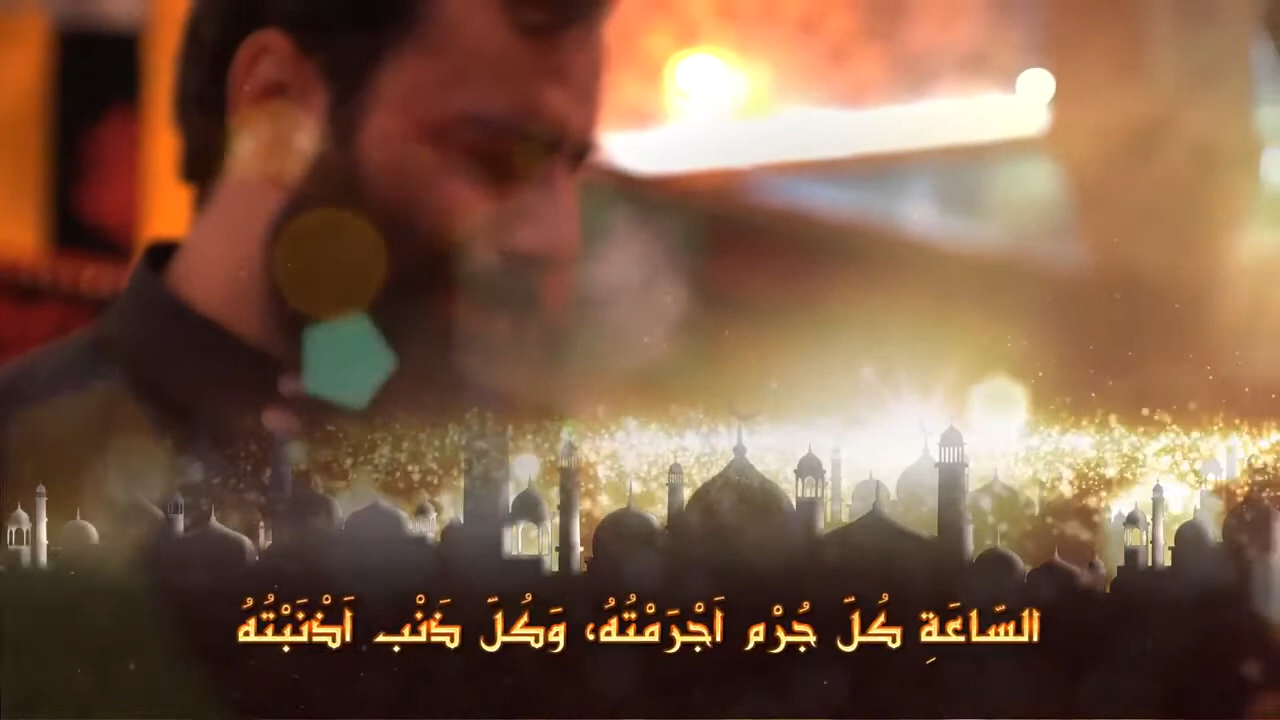 السّاعَةِ كُلّ جُرْم اَجْرَمْتُهُ، وَكُلّ ذَنْب اَذْنَبْتُهُ